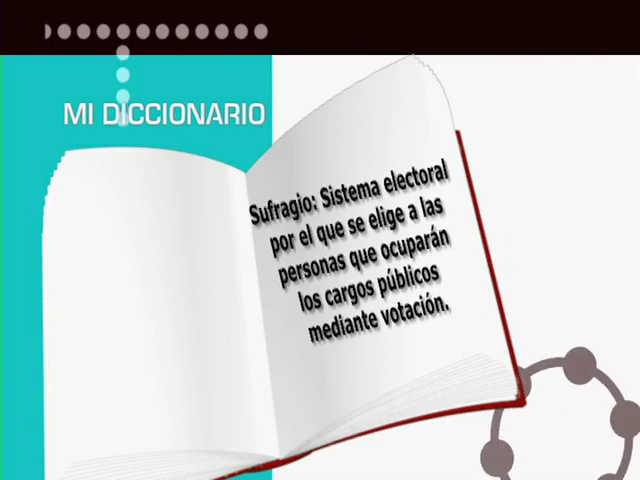 MI DICCIONARIO
Sufragio: Sistema electoral
por el que se elige a las
personas que ocuparán
los cargos públicos
mediante votación.